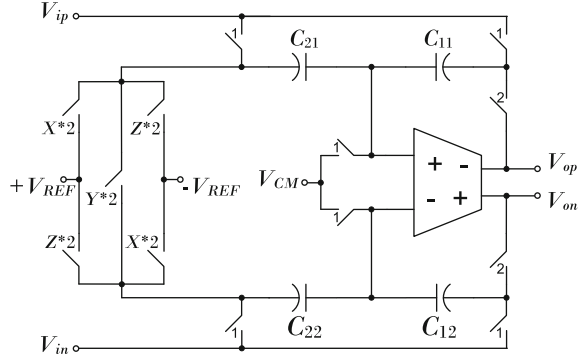 V_ip
1
C_21
C_11
1
X*2
Z*2
2
1
+
-
V_op
+V_REF
Y*2
-V_REF
V_CM
V_on
1
-
+
Z*2
X*2
2
C_22
C_12
1
1
V_in